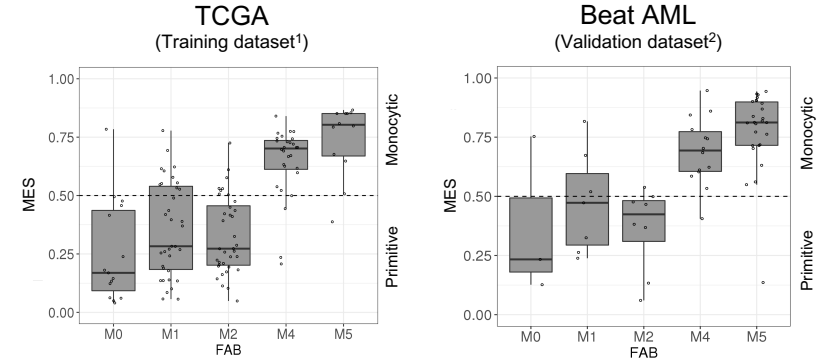 TCGA
(Training dataset¹)
1.00
0.75
0.50
0.25
0.00
MES
M0 M1 M2 M4 M5
FAB
Monocytic
Primitive
Beat AML
(Validation dataset²)
1.00
0.75
0.50
0.25
0.00
MES
M0 M1 M2 M4 M5
FAB
Monocytic
Primitive